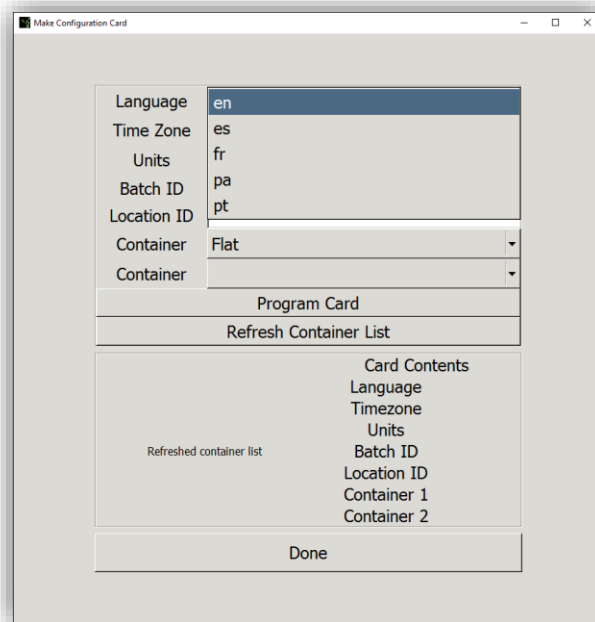 Make Configuration Card
Language
en
Time Zone
es
fr
Units
pa
Batch ID
pt
Location ID
Container Flat
Container
Program Card
Refresh Container List
Card Contents
Language
Timezone
Units
Refreshed container list
Batch ID
Location ID
Container 1
Container 2
Done